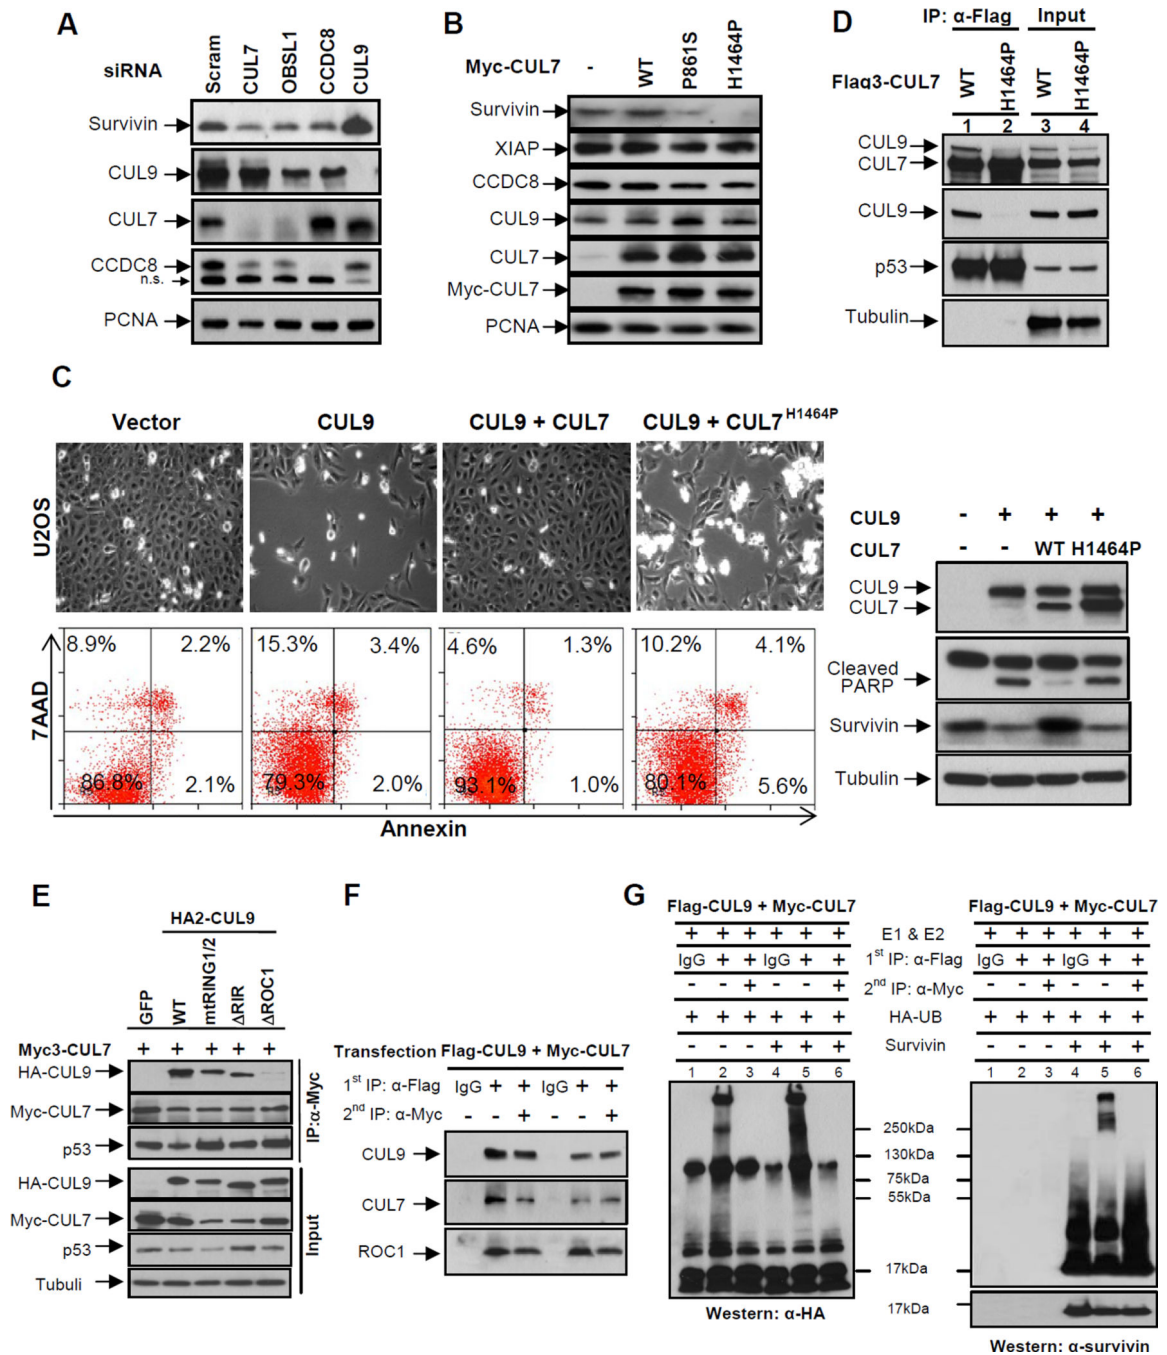 A
siRNA
Scram
CUL7
OBSL1
CCDC8
CUL9
Survivin
CUL9
CUL7
CCDC8
n.s.
PCNA
B
Myc-CUL7
-
WT
P861S
H1464P
Survivin
XIAP
CCDC8
CUL9
CUL7
Myc-CUL7
PCNA
D
IP: α-Flag Input
Flag3-CUL7
WT
H1464P
WT
H1464P
1 2 3 4
CUL9
CUL7
CUL9
p53
Tubulin
C
Vector CUL9 CUL9 + CUL7 CUL9 + CUL7H1464P
U2OS
7AAD
8.9% 2.2% 15.3% 3.4% 4.6% 1.3% 10.2% 4.1%
86.8% 2.1% 79.3% 2.0% 93.1% 1.0% 80.1% 5.6%
Annexin
CUL9 - + + +
CUL7 - - WT H1464P
CUL9
CUL7
Cleaved
PARP
Survivin
Tubulin
E
HA2-CUL9
GFP
WT
mtRING1/2
ΔRIR
ΔROC1
Myc3-CUL7 + + + + +
HA-CUL9
Myc-CUL7
p53
IP:α-Myc
HA-CUL9
Myc-CUL7
p53
Tubuli
Input
F
Transfection Flag-CUL9 + Myc-CUL7
1st IP: α-Flag IgG + + IgG + +
2nd IP: α-Myc - - + - - +
CUL9
CUL7
ROC1
G
Flag-CUL9 + Myc-CUL7 Flag-CUL9 + Myc-CUL7
+ + + + + + E1 & E2 + + + + + +
IgG + + IgG + + 1st IP: α-Flag IgG + + IgG + +
- - + - - + 2nd IP: α-Myc - - + - - +
+ + + + + + HA-UB + + + + + +
- - - + + + Survivin - - - + + +
1 2 3 4 5 6 1 2 3 4 5 6
250kDa
130kDa
75kDa
55kDa
17kDa
17kDa
Western: α-HA
Western: α-survivin